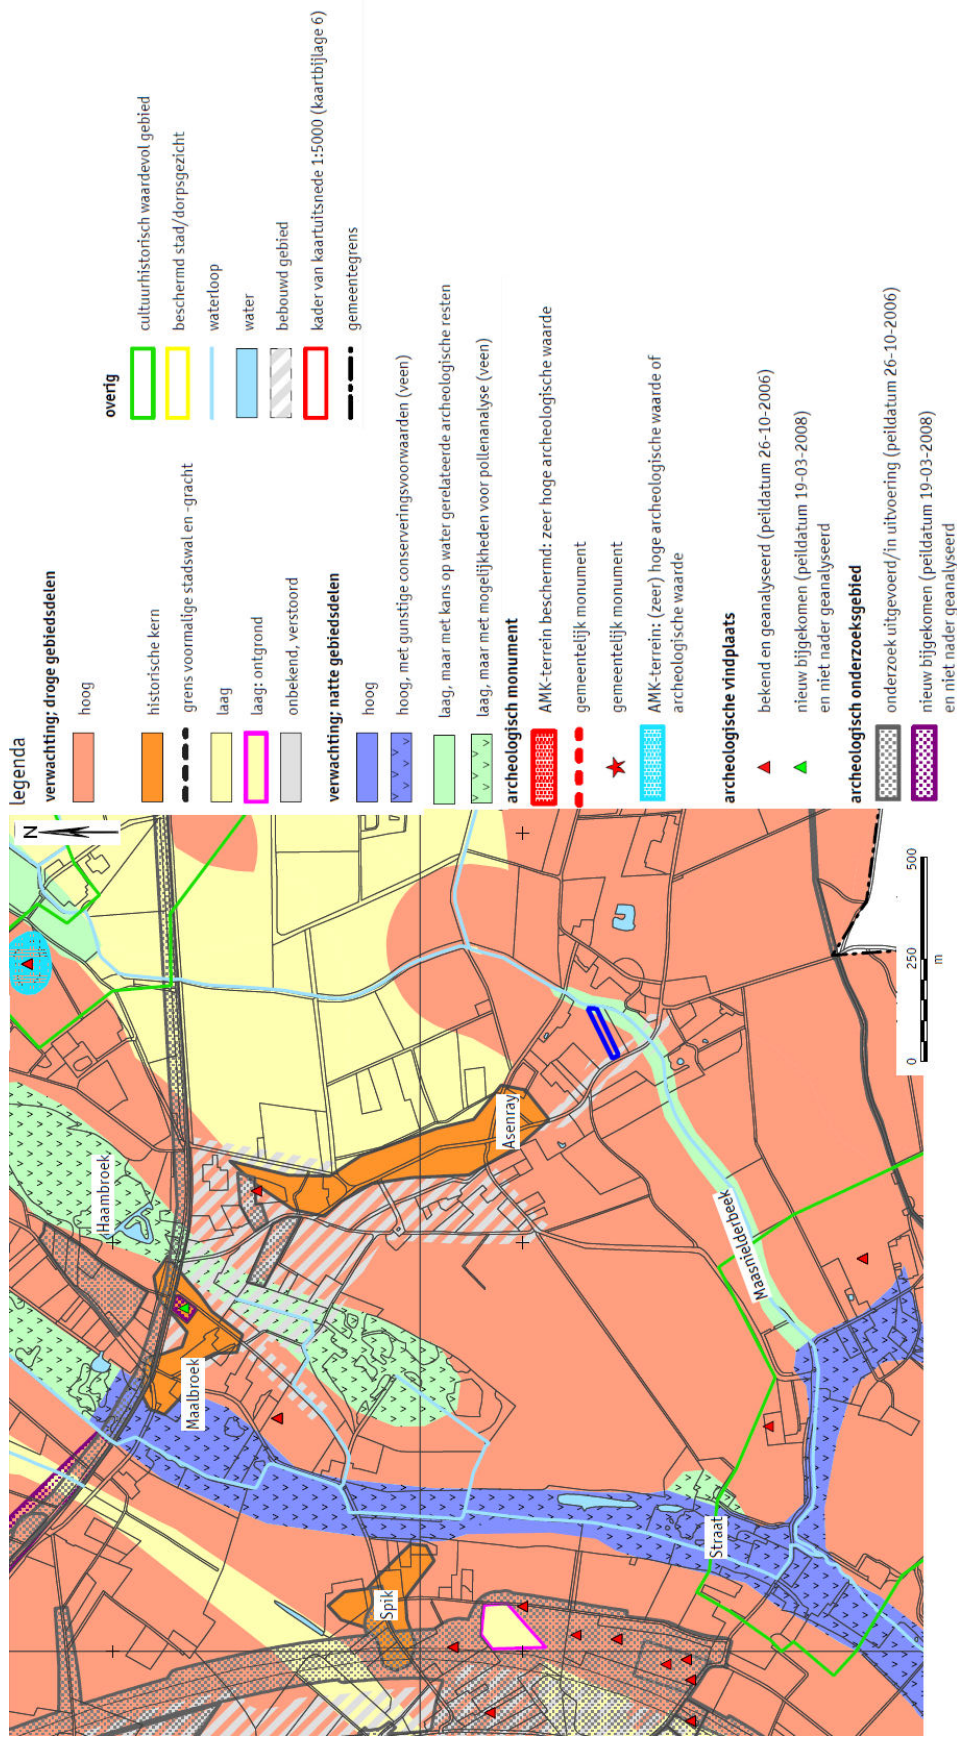 legenda
verwachting; droge gebiedsdelen
hoog
historische kern
grens voormalige stadswal en -gracht
laag
laag: ontgrond
onbekend, verstoord
verwachting; natte gebiedsdelen
hoog
hoog, met gunstige conserveringsvoorwaarden (veen)
laag, maar met kans op water gerelateerde archeologische resten
laag, maar met mogelijkheden voor pollenanalyse (veen)
archeologisch monument
AMK-terrein beschermd: zeer hoge archeologische waarde
gemeentelijk monument
gemeentelijk monument
AMK-terrein: (zeer) hoge archeologische waarde of
archeologische waarde
archeologische vindplaats
bekend en geanalyseerd (peildatum 26-10-2006)
nieuw bijgekomen (peildatum 19-03-2008)
en niet nader geanalyseerd
archeologisch onderzoeksgebied
onderzoek uitgevoerd/in uitvoering (peildatum 26-10-2006)
nieuw bijgekomen (peildatum 19-03-2008)
en niet nader geanalyseerd
overig
cultuurhistorisch waardevol gebied
beschermd stad/dorpsgezicht
waterloop
water
bebouwd gebied
kader van kaartuitsnede 1:5000 (kaartbijlage 6)
gemeentegrens
N
Haambroek
Maalbroek
Asenray
Spik
Maasnielderbeek
Straat
0 250 500
m